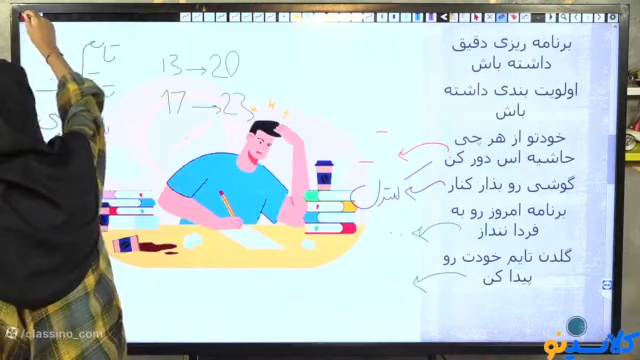 برنامه ریزی دقیق
داشته باش
اولویت بندی داشته
باش
خودتو از هر چی
حاشیه اس دور کن
گوشی رو بذار کنار
برنامه امروز رو به
فردا ننداز
گلدن تایم خودت رو
پیدا کن
13 → 20
17 → 23
کنترل
/classino_com
کلاسینو